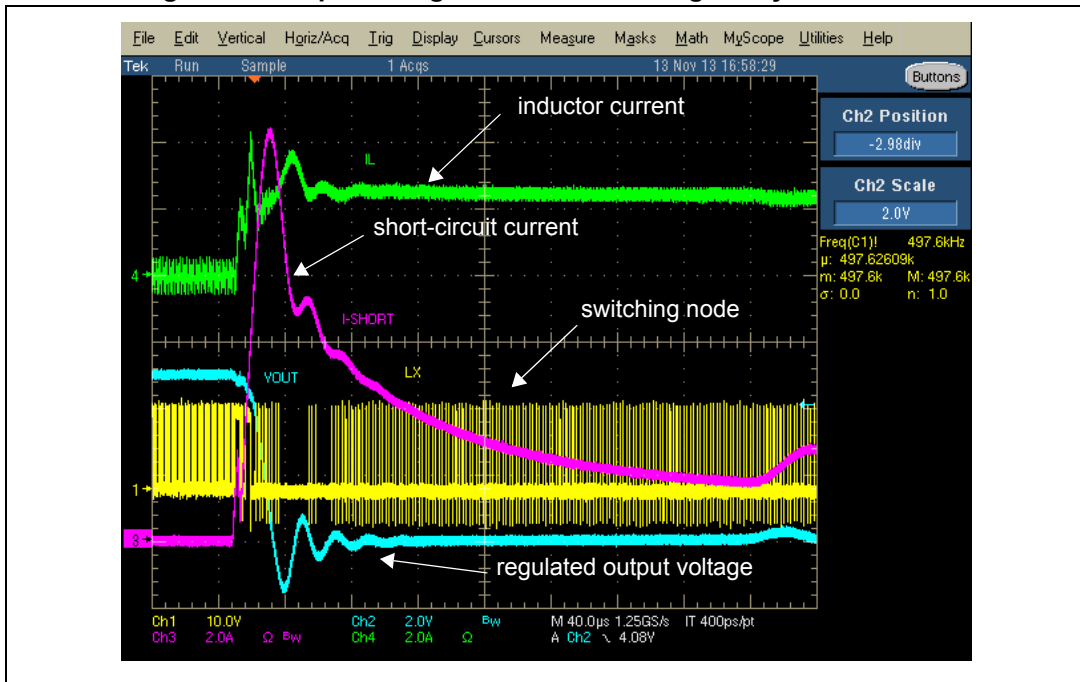 File Edit Vertical Horiz/Acq Trig Display Cursors Measure Masks Math MyScope Utilities Help
Tek Run Sample 1 Acqs 13 Nov 13 16:58:29
Buttons
inductor current
Ch2 Position
-2.98div
IL
Ch2 Scale
2.0V
short-circuit current
Freq(C1)! 497.6kHz
µ: 497.62609k
m: 497.6k M: 497.6k
σ: 0.0 n: 1.0
4
switching node
I-SHORT
VOUT
LX
1
3
regulated output voltage
Ch1 10.0V Ch2 2.0V Bw M 40.0µs 1.25GS/s IT 400ps/pt
Ch3 2.0A Ω Bw Ch4 2.0A Ω A Ch2 \ 4.08V